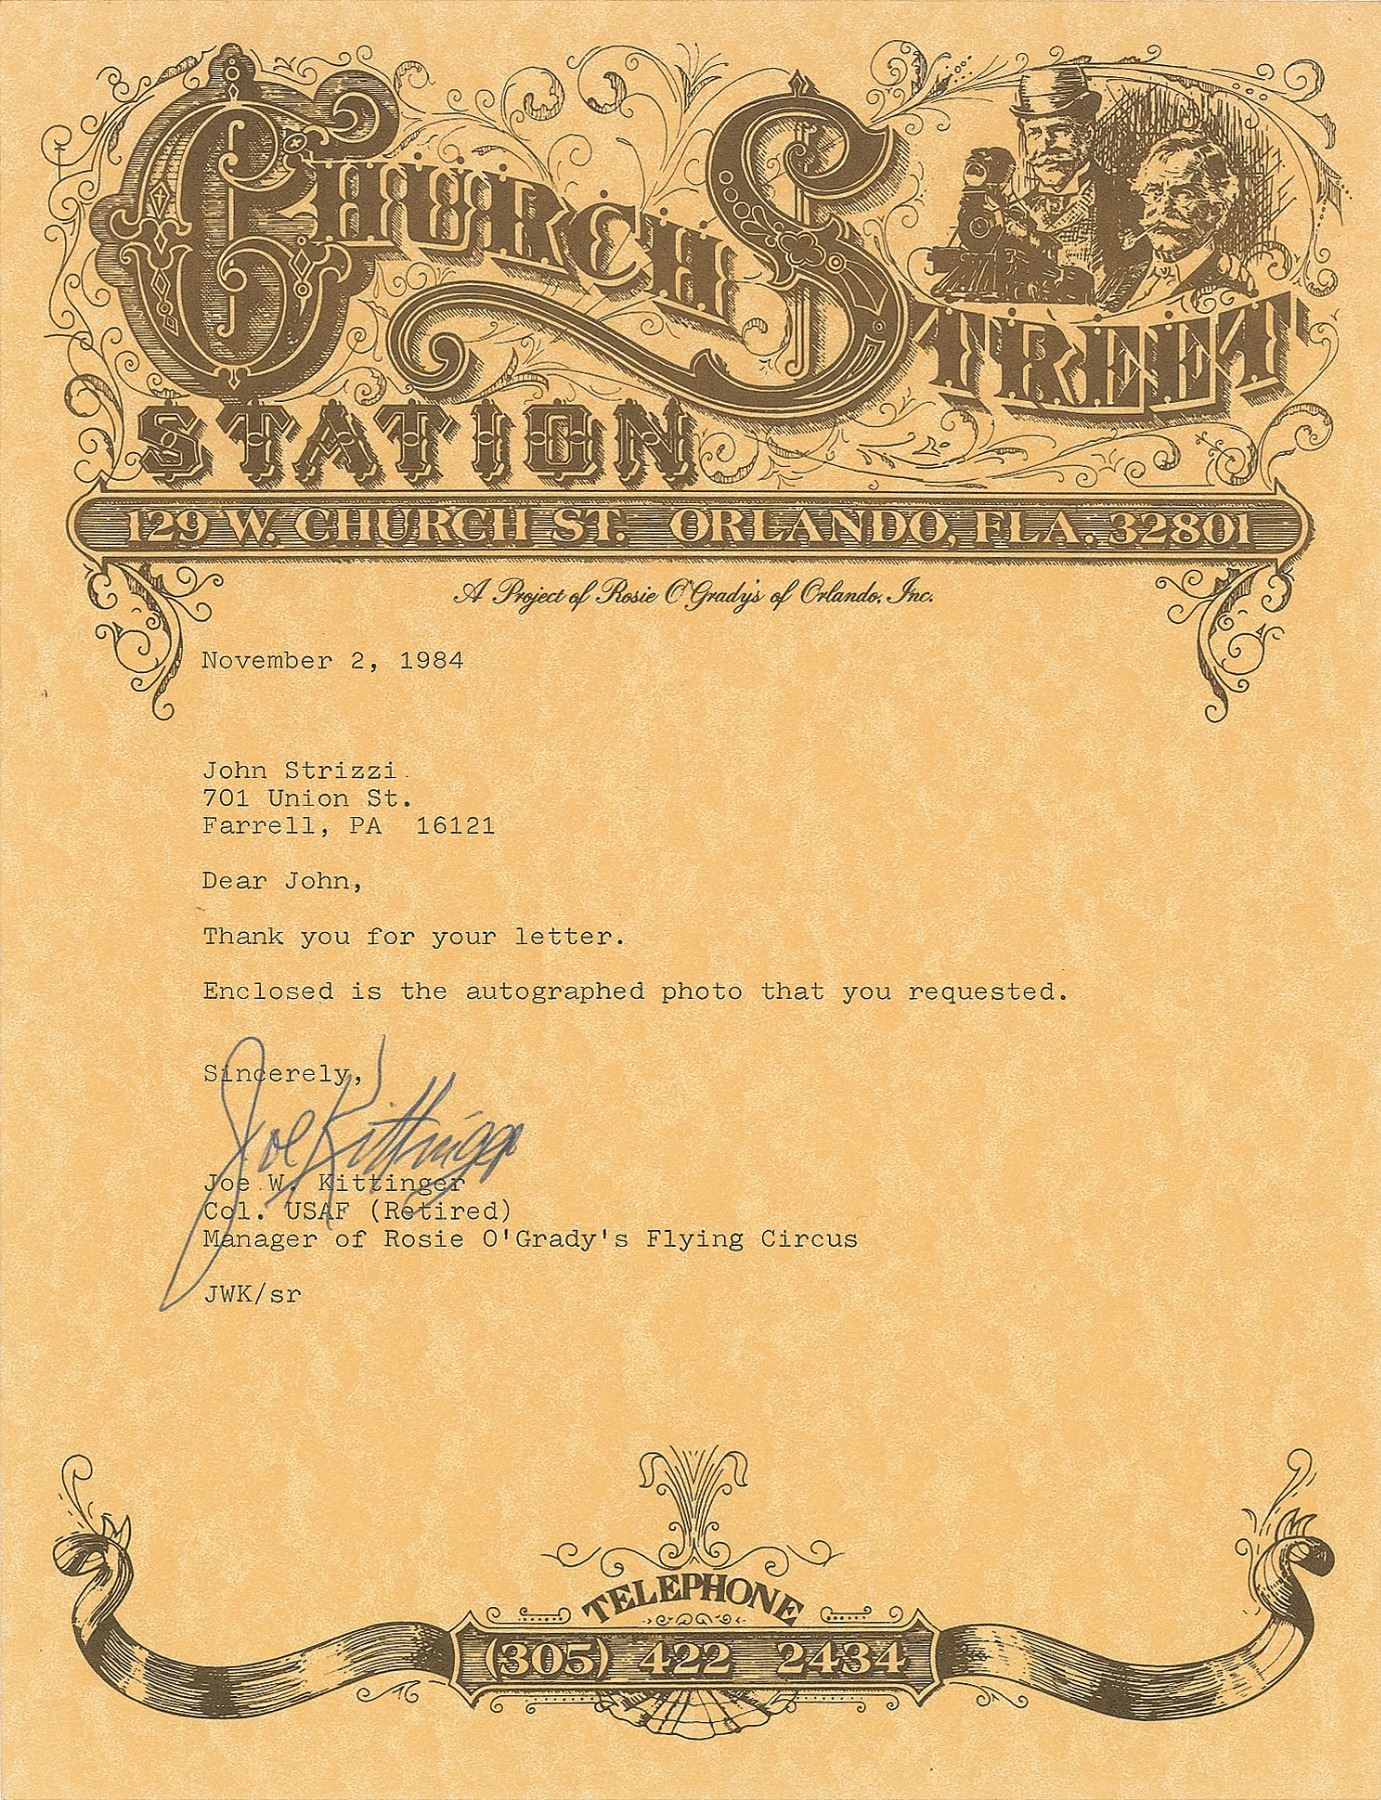 CHURCH STREET
STATION
129 W. CHURCH ST. ORLANDO, FLA. 32801
A Project of Rosie O'Grady's of Orlando, Inc.
November 2, 1984
John Strizzi
701 Union St.
Farrell, PA  16121
Dear John,
Thank you for your letter.
Enclosed is the autographed photo that you requested.
Sincerely,
Joe Kittinger
Joe W. Kittinger
Col. USAF (Retired)
Manager of Rosie O'Grady's Flying Circus
JWK/sr
TELEPHONE
(305) 422 2434